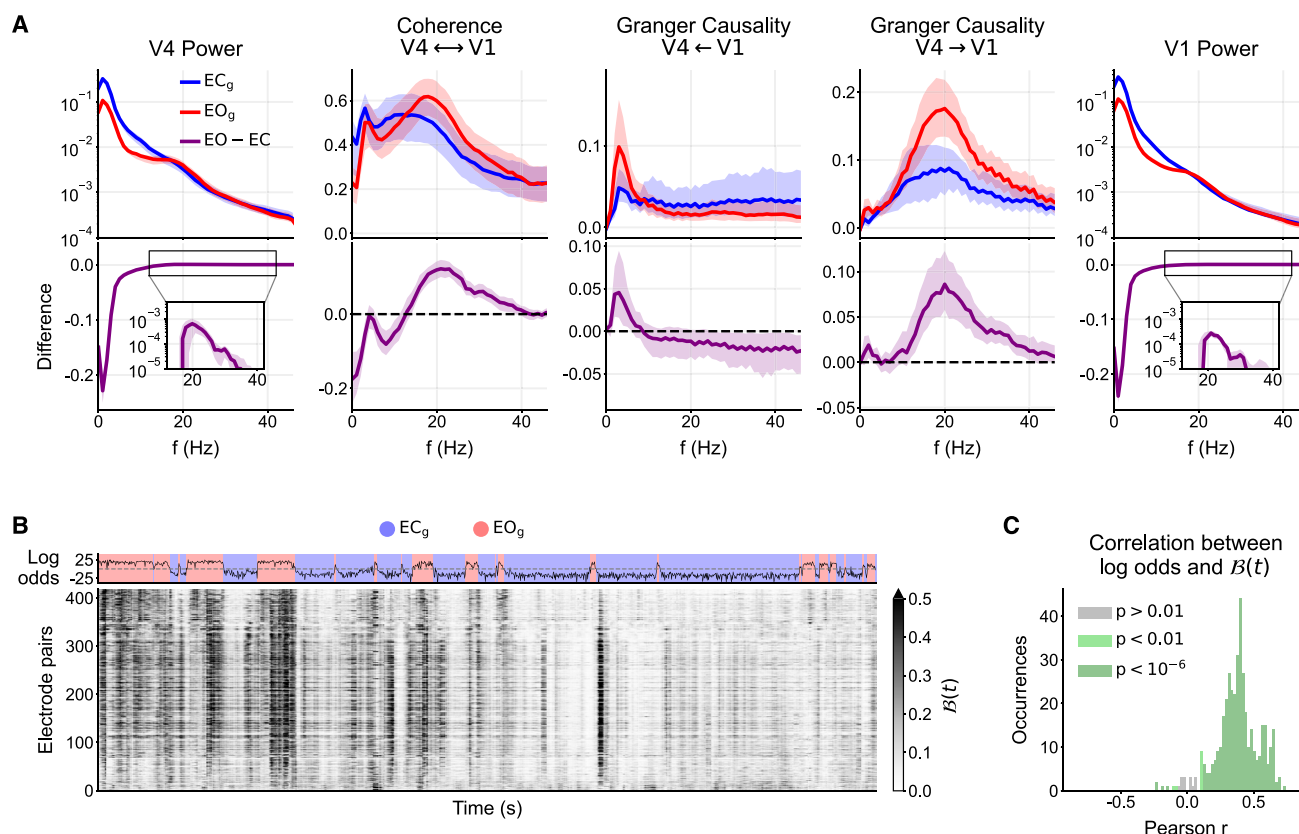 A
V4 Power
Coherence
V4 ⟷ V1
Granger Causality
V4 ← V1
Granger Causality
V4 → V1
V1 Power
EC_g
EO_g
EO − EC
10⁻¹
10⁻²
10⁻³
10⁻⁴
0.6
0.4
0.2
0.0
0.1
0.0
0.2
0.1
0.0
10⁻¹
10⁻²
10⁻³
10⁻⁴
Difference
0.0
-0.1
-0.2
10⁻³
10⁻⁴
10⁻⁵
20 40
0.0
-0.2
0.10
0.05
0.00
-0.05
0.10
0.05
0.00
-0.05
0.0
-0.1
-0.2
10⁻³
10⁻⁴
10⁻⁵
20 40
0 20 40
0 20 40
0 20 40
0 20 40
0 20 40
f (Hz)
f (Hz)
f (Hz)
f (Hz)
f (Hz)
B
EC_g
EO_g
Log
odds
25
-25
Electrode pairs
400
300
200
100
0
Time (s)
0.5
0.4
0.3
0.2
0.1
0.0
ℬ(t)
C
Correlation between
log odds and ℬ(t)
p > 0.01
p < 0.01
p < 10⁻⁶
Occurrences
40
30
20
10
0
-0.5 0.0 0.5
Pearson r